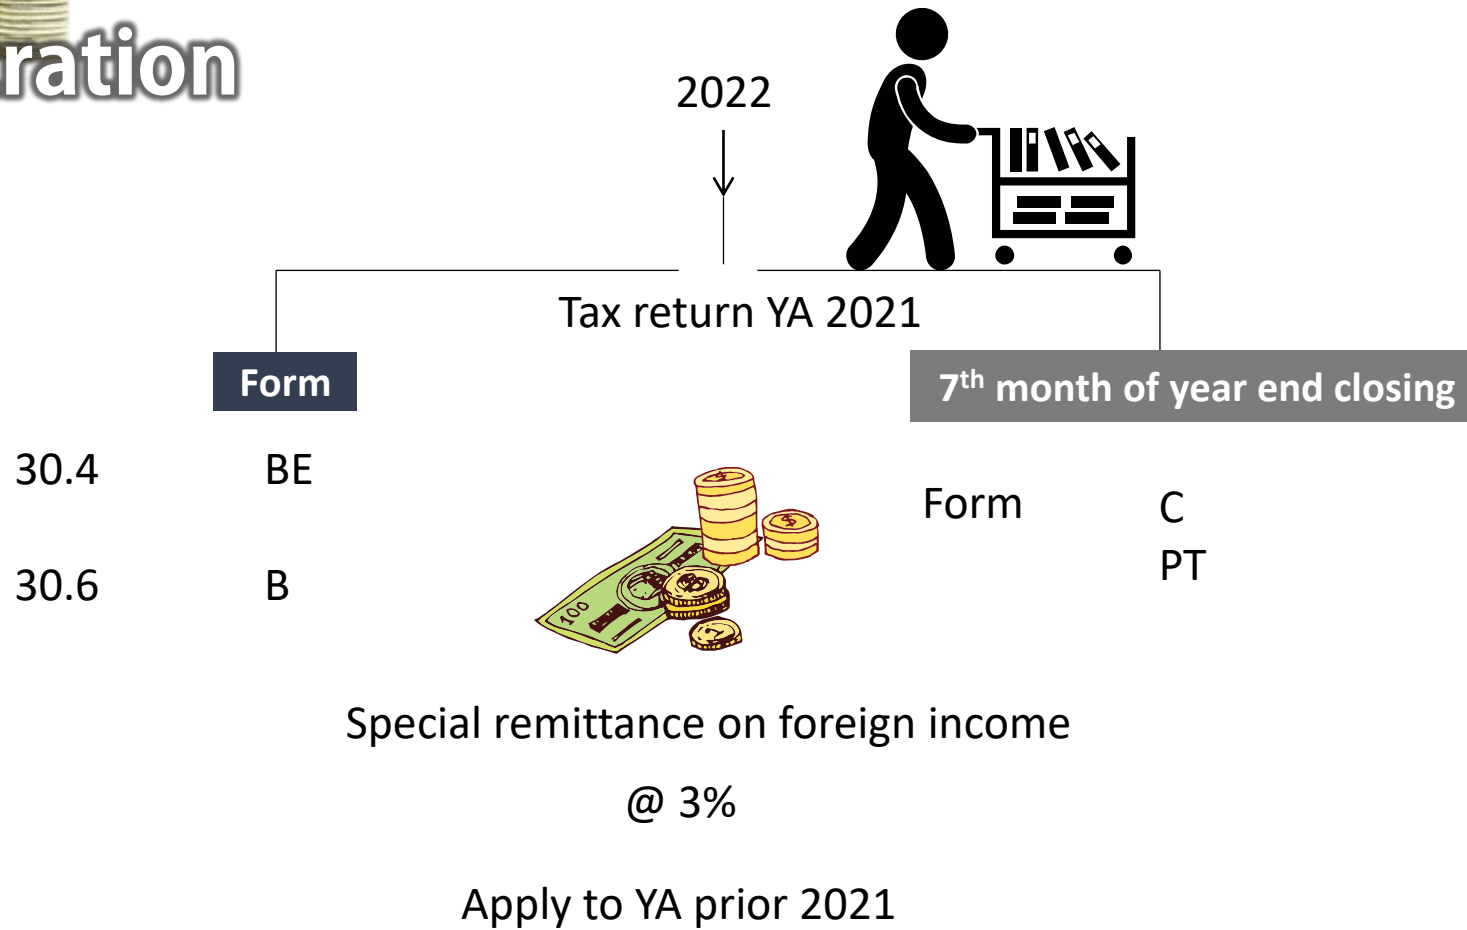 ration
2022
Tax return YA 2021
Form
7th month of year end closing
30.4 BE
Form C
PT
30.6 B
100
Special remittance on foreign income
@ 3%
Apply to YA prior 2021